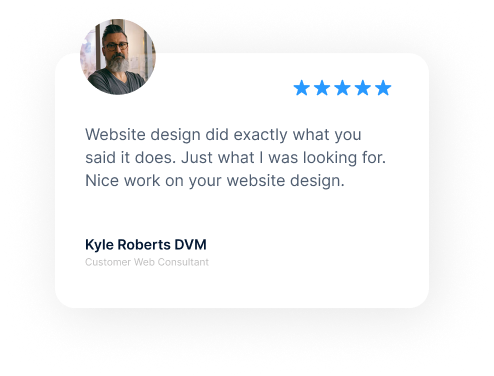 Website design did exactly what you
said it does. Just what I was looking for.
Nice work on your website design.
Kyle Roberts DVM
Customer Web Consultant